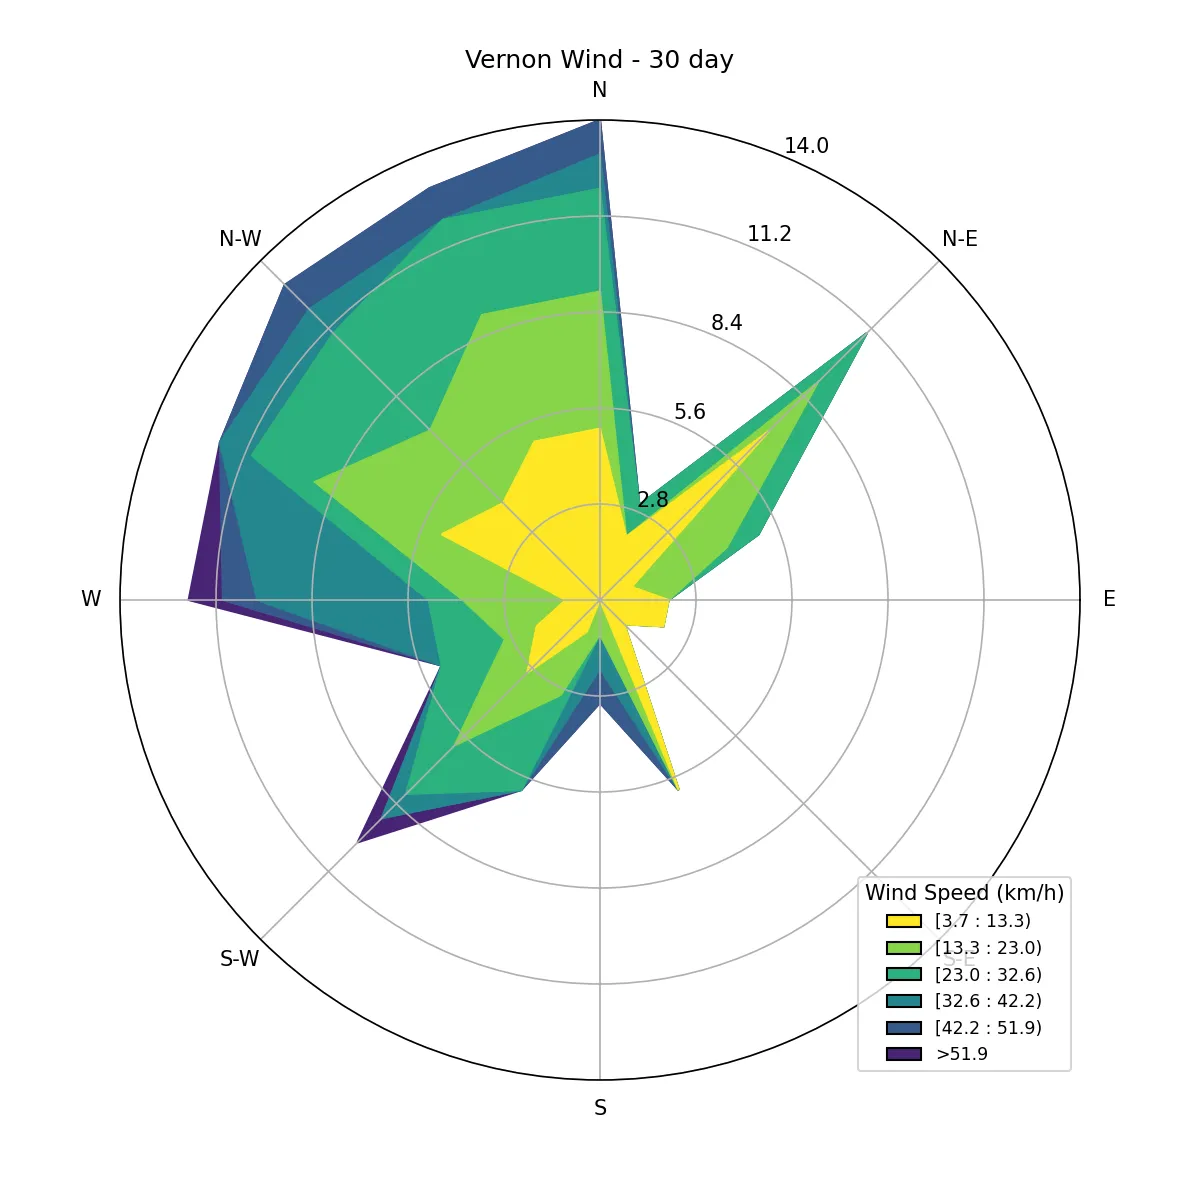 Vernon Wind - 30 day
N
14.0
11.2
N-W
N-E
8.4
5.6
2.8
W
E
S-W
S-E
S
Wind Speed (km/h)
[3.7 : 13.3)
[13.3 : 23.0)
[23.0 : 32.6)
[32.6 : 42.2)
[42.2 : 51.9)
>51.9